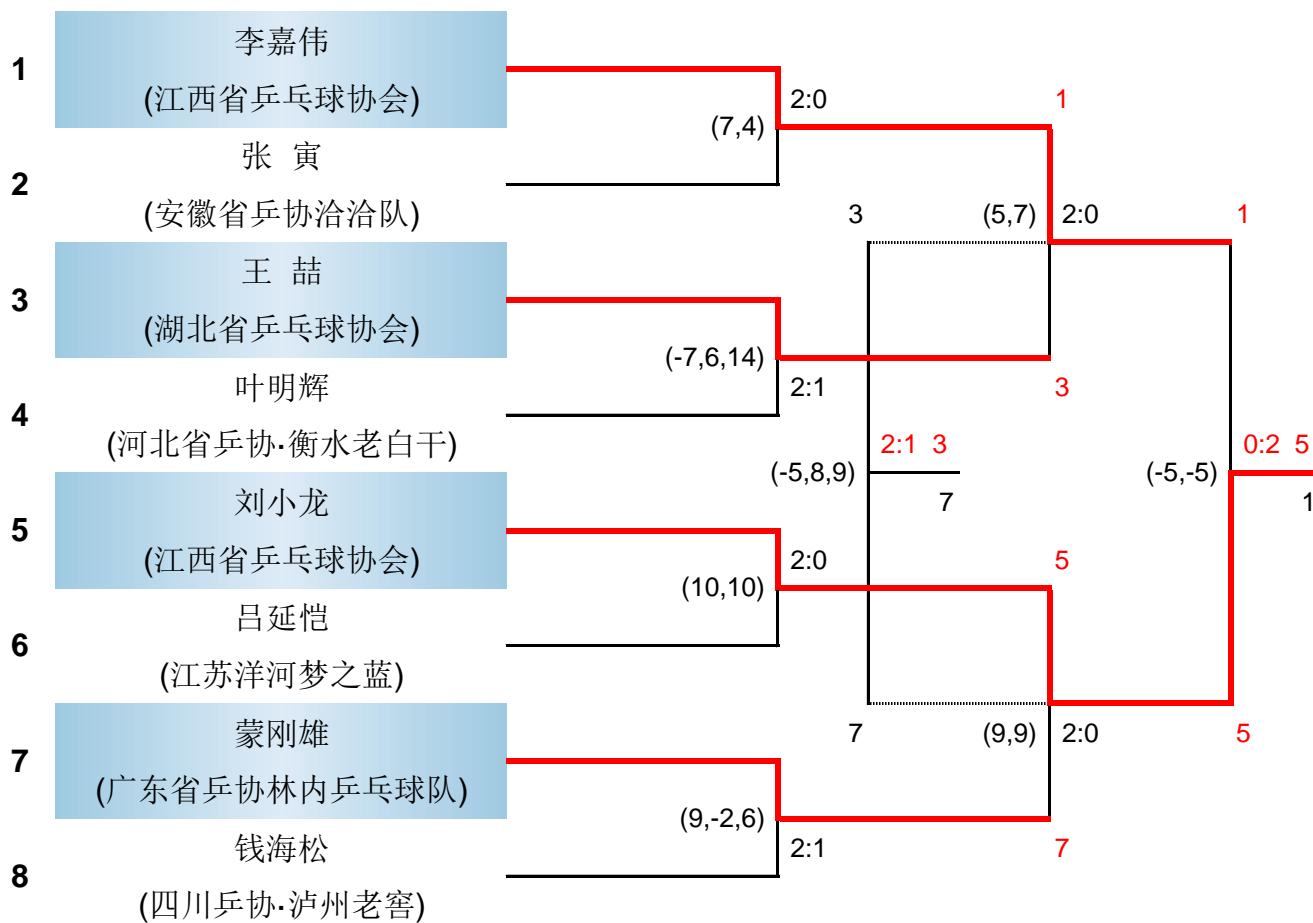 李嘉伟
1
(江西省乒乓球协会)
2:0
1
(7,4)
张 寅
2
(安徽省乒协洽洽队)
3
(5,7)
2:0
1
王 喆
3
(湖北省乒乓球协会)
(-7,6,14)
叶明辉
2:1
3
4
(河北省乒协·衡水老白干)
2:1 3
0:2 5
(-5,8,9)
(-5,-5)
7
1
刘小龙
5
(江西省乒乓球协会)
2:0
5
(10,10)
吕延恺
6
(江苏洋河梦之蓝)
7
(9,9)
2:0
5
蒙刚雄
7
(广东省乒协林内乒乓球队)
(9,-2,6)
钱海松
2:1
7
8
(四川乒协·泸州老窖)